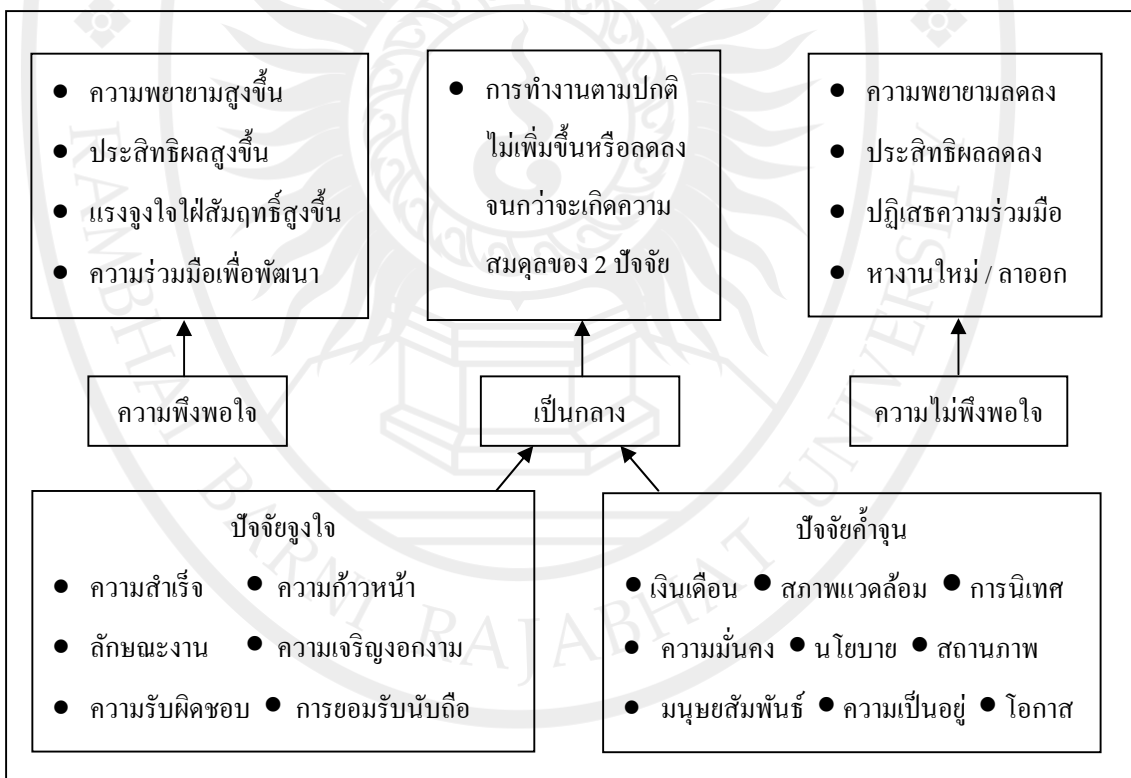 ● ความพยายามสูงขึ้น
● ประสิทธิผลสูงขึ้น
● แรงจูงใจใฝ่สัมฤทธิ์สูงขึ้น
● ความร่วมมือเพื่อพัฒนา
● การทำงานตามปกติ
ไม่เพิ่มขึ้นหรือลดลง
จนกว่าจะเกิดความ
สมดุลของ 2 ปัจจัย
● ความพยายามลดลง
● ประสิทธิผลลดลง
● ปฏิเสธความร่วมมือ
● หางานใหม่ / ลาออก
ความพึงพอใจ
เป็นกลาง
ความไม่พึงพอใจ
ปัจจัยจูงใจ
● ความสำเร็จ ● ความก้าวหน้า
● ลักษณะงาน ● ความเจริญงอกงาม
● ความรับผิดชอบ ● การยอมรับนับถือ
ปัจจัยค้ำจุน
● เงินเดือน ● สภาพแวดล้อม ● การนิเทศ
● ความมั่นคง ● นโยบาย ● สถานภาพ
● มนุษยสัมพันธ์ ● ความเป็นอยู่ ● โอกาส
RAMBHAI BARNI RAJABHAT UNIVERSITY